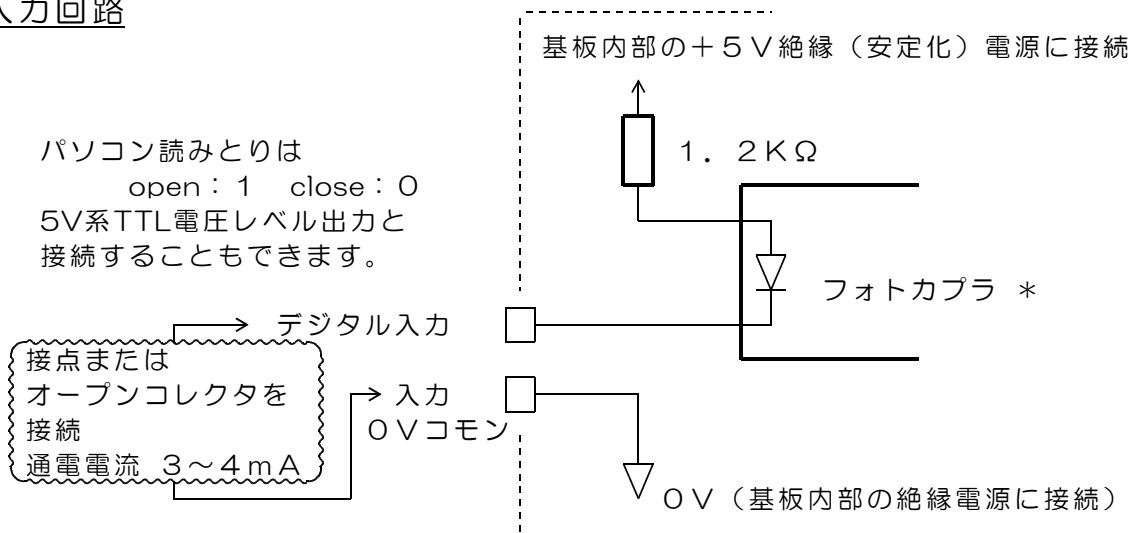 入力回路
基板内部の＋５Ｖ絶縁（安定化）電源に接続
１．２ＫΩ
パソコン読みとりは
open：１　close：０
5V系TTL電圧レベル出力と
接続することもできます。
フォトカプラ ＊
デジタル入力
接点または
オープンコレクタを
接続
通電電流 ３～４ｍＡ
入力
０Ｖコモン
０Ｖ（基板内部の絶縁電源に接続）